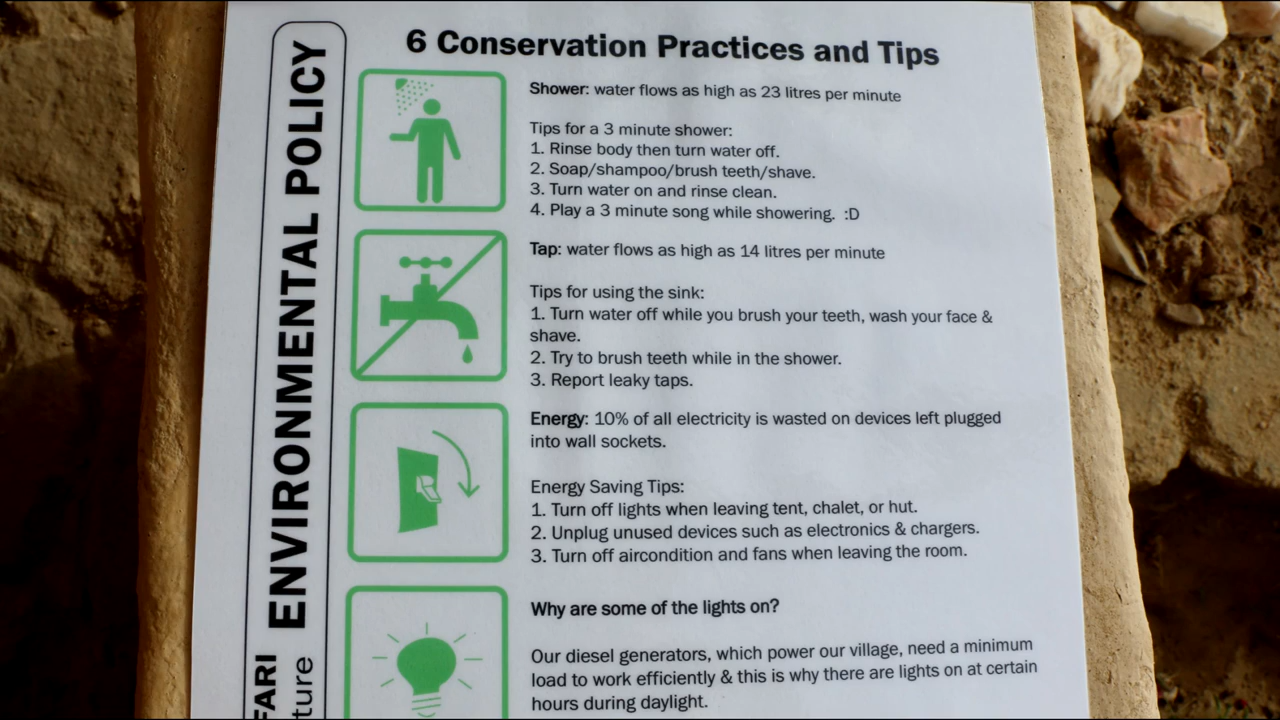 6 Conservation Practices and Tips
ENVIRONMENTAL POLICY
Shower: water flows as high as 23 litres per minute
Tips for a 3 minute shower:
1. Rinse body then turn water off.
2. Soap/shampoo/brush teeth/shave.
3. Turn water on and rinse clean.
4. Play a 3 minute song while showering. :D
Tap: water flows as high as 14 litres per minute
Tips for using the sink:
1. Turn water off while you brush your teeth, wash your face &
shave.
2. Try to brush teeth while in the shower.
3. Report leaky taps.
Energy: 10% of all electricity is wasted on devices left plugged
into wall sockets.
Energy Saving Tips:
1. Turn off lights when leaving tent, chalet, or hut.
2. Unplug unused devices such as electronics & chargers.
3. Turn off aircondition and fans when leaving the room.
Why are some of the lights on?
Our diesel generators, which power our village, need a minimum
load to work efficiently & this is why there are lights on at certain
hours during daylight.